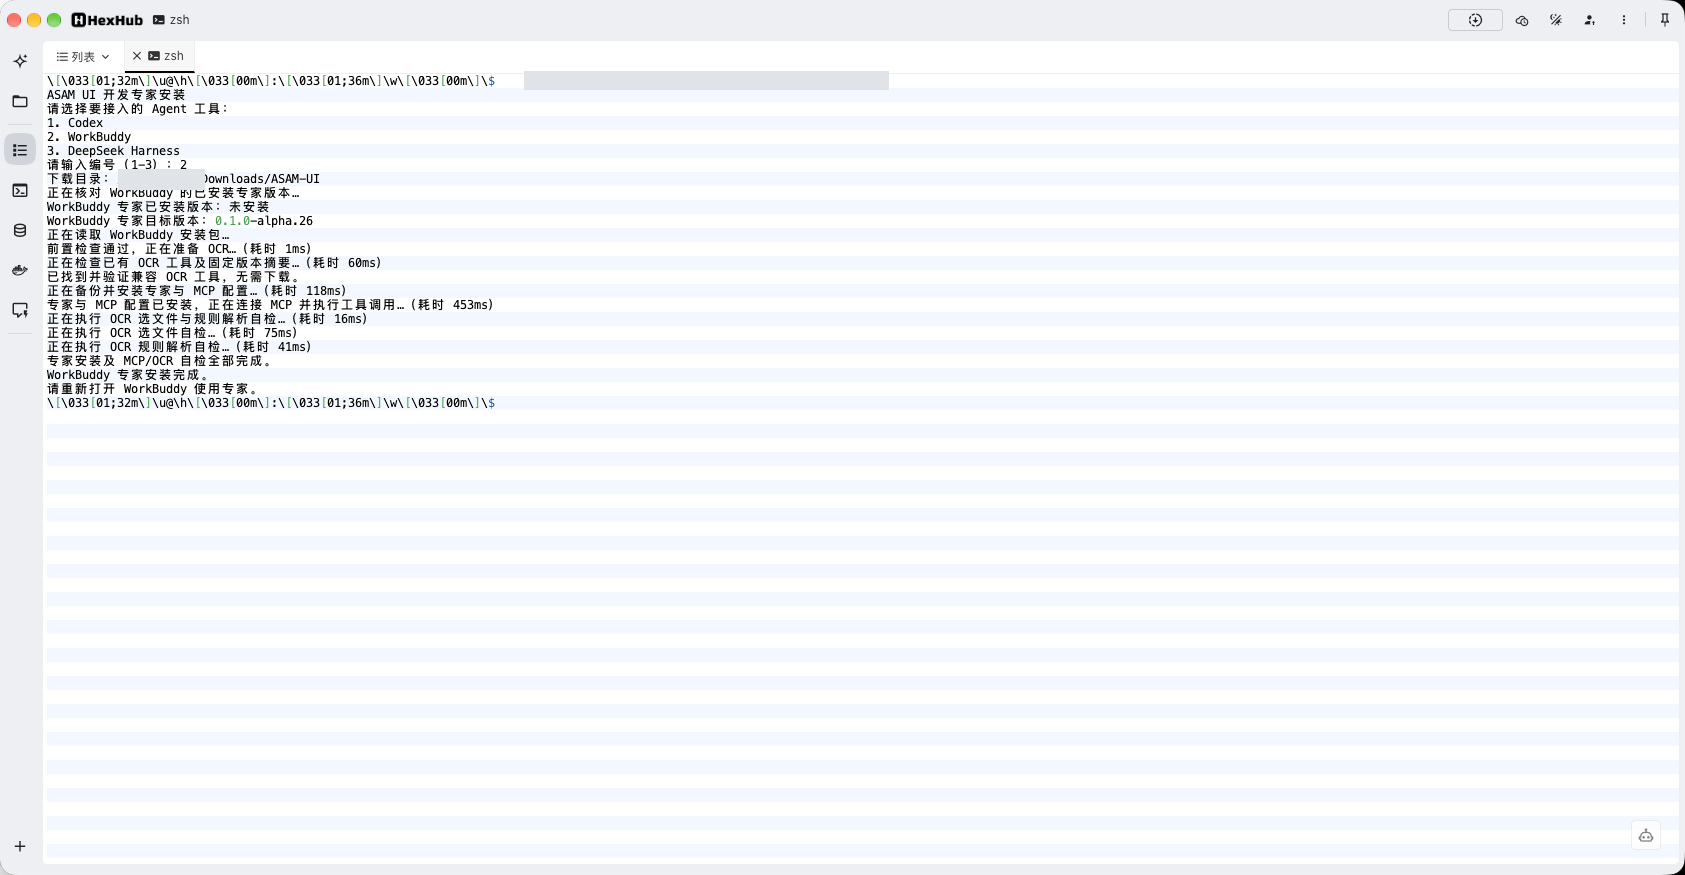 HexHub zsh
列表 zsh
\[\033[01;32m\]\u@\h\[\033[00m\]:\[\033[01;36m\]\w\[\033[00m\]\$
ASAM UI 开发专家安装
请选择要接入的 Agent 工具：
1. Codex
2. WorkBuddy
3. DeepSeek Harness
请输入编号 (1-3) : 2
下载目录： Downloads/ASAM-UI
正在核对 WorkBuddy 的已安装专家版本…
WorkBuddy 专家已安装版本：未安装
WorkBuddy 专家目标版本：0.1.0-alpha.26
正在读取 WorkBuddy 安装包…
前置检查通过，正在准备 OCR…（耗时 1ms）
正在检查已有 OCR 工具及固定版本摘要…（耗时 60ms）
已找到并验证兼容 OCR 工具，无需下载。
正在备份并安装专家与 MCP 配置…（耗时 118ms）
专家与 MCP 配置已安装，正在连接 MCP 并执行工具调用…（耗时 453ms）
正在执行 OCR 选文件与规则解析自检…（耗时 16ms）
正在执行 OCR 选文件自检…（耗时 75ms）
正在执行 OCR 规则解析自检…（耗时 41ms）
专家安装及 MCP/OCR 自检全部完成。
WorkBuddy 专家安装完成。
请重新打开 WorkBuddy 使用专家。
\[\033[01;32m\]\u@\h\[\033[00m\]:\[\033[01;36m\]\w\[\033[00m\]\$